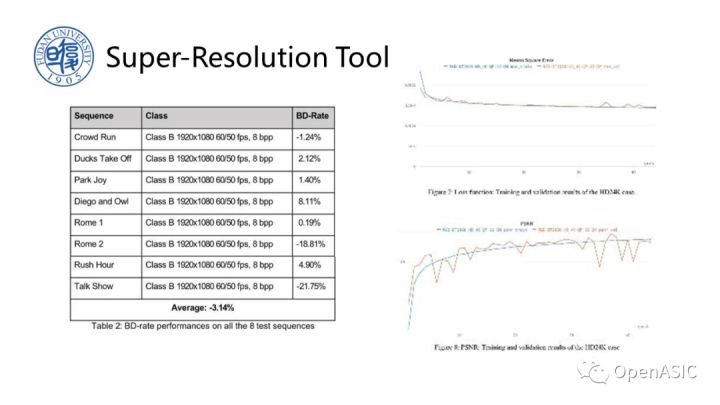 FUDAN UNIVERSITY
1905
Super-Resolution Tool
Sequence Class BD-Rate
Crowd Run Class B 1920x1080 60/50 fps, 8 bpp -1.24%
Ducks Take Off Class B 1920x1080 60/50 fps, 8 bpp 2.12%
Park Joy Class B 1920x1080 60/50 fps, 8 bpp 1.40%
Diego and Owl Class B 1920x1080 60/50 fps, 8 bpp 8.11%
Rome 1 Class B 1920x1080 60/50 fps, 8 bpp 0.19%
Rome 2 Class B 1920x1080 60/50 fps, 8 bpp -18.81%
Rush Hour Class B 1920x1080 60/50 fps, 8 bpp 4.90%
Talk Show Class B 1920x1080 60/50 fps, 8 bpp -21.75%
Average: -3.14%
Table 2: BD-rate performances on all the 8 test sequences
Square Error
Figure 7: Loss function: Training and validation results of the HD24K case.
PSNR
Figure 8: PSNR: Training and validation results of the HD24K case
OpenASIC